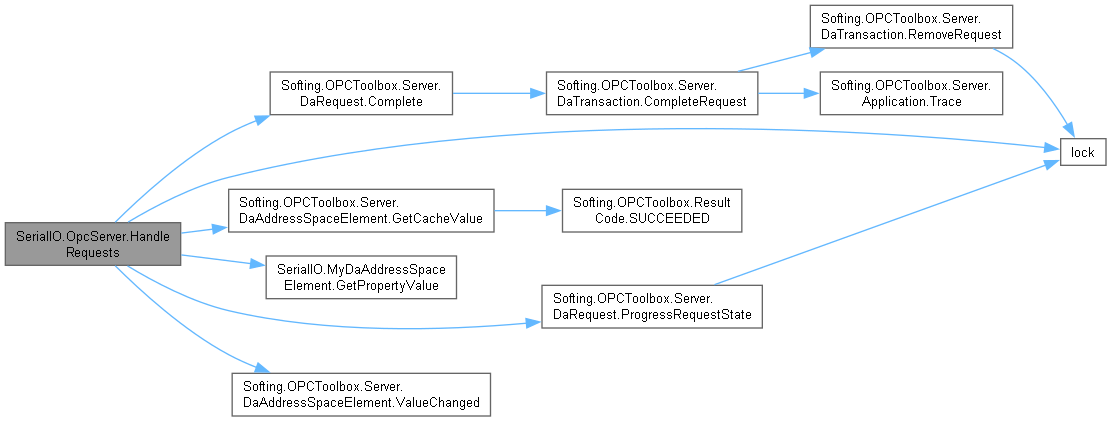 Softing.OPCToolbox.Server.
DaTransaction.RemoveRequest
Softing.OPCToolbox.Server.
DaRequest.Complete
Softing.OPCToolbox.Server.
DaTransaction.CompleteRequest
Softing.OPCToolbox.Server.
Application.Trace
lock
Softing.OPCToolbox.Server.
DaAddressSpaceElement.GetCacheValue
Softing.OPCToolbox.Result
Code.SUCCEEDED
SerialIO.OpcServer.Handle
Requests
SerialIO.MyDaAddressSpace
Element.GetPropertyValue
Softing.OPCToolbox.Server.
DaRequest.ProgressRequestState
Softing.OPCToolbox.Server.
DaAddressSpaceElement.ValueChanged